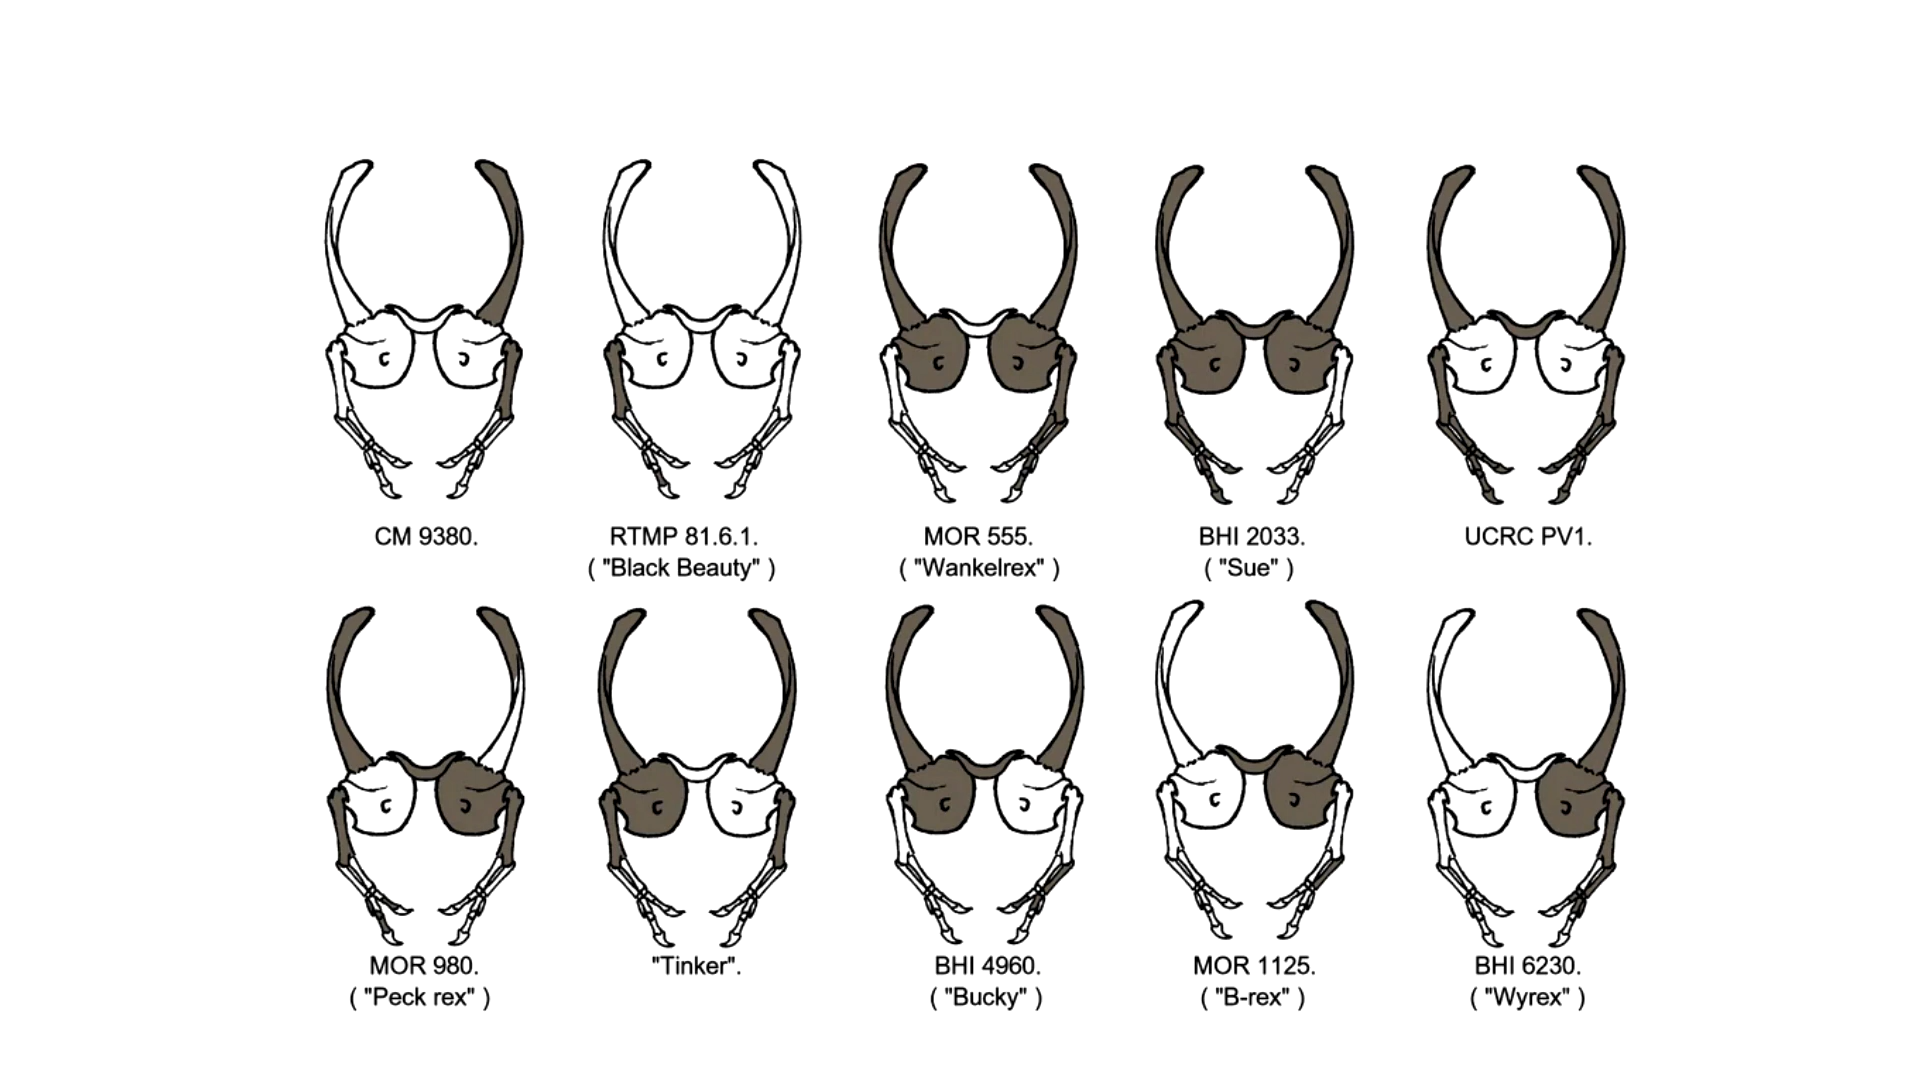 CM 9380.
RTMP 81.6.1.
( "Black Beauty" )
MOR 555.
( "Wankelrex" )
BHI 2033.
( "Sue" )
UCRC PV1.
MOR 980.
( "Peck rex" )
"Tinker".
BHI 4960.
( "Bucky" )
MOR 1125.
( "B-rex" )
BHI 6230.
( "Wyrex" )